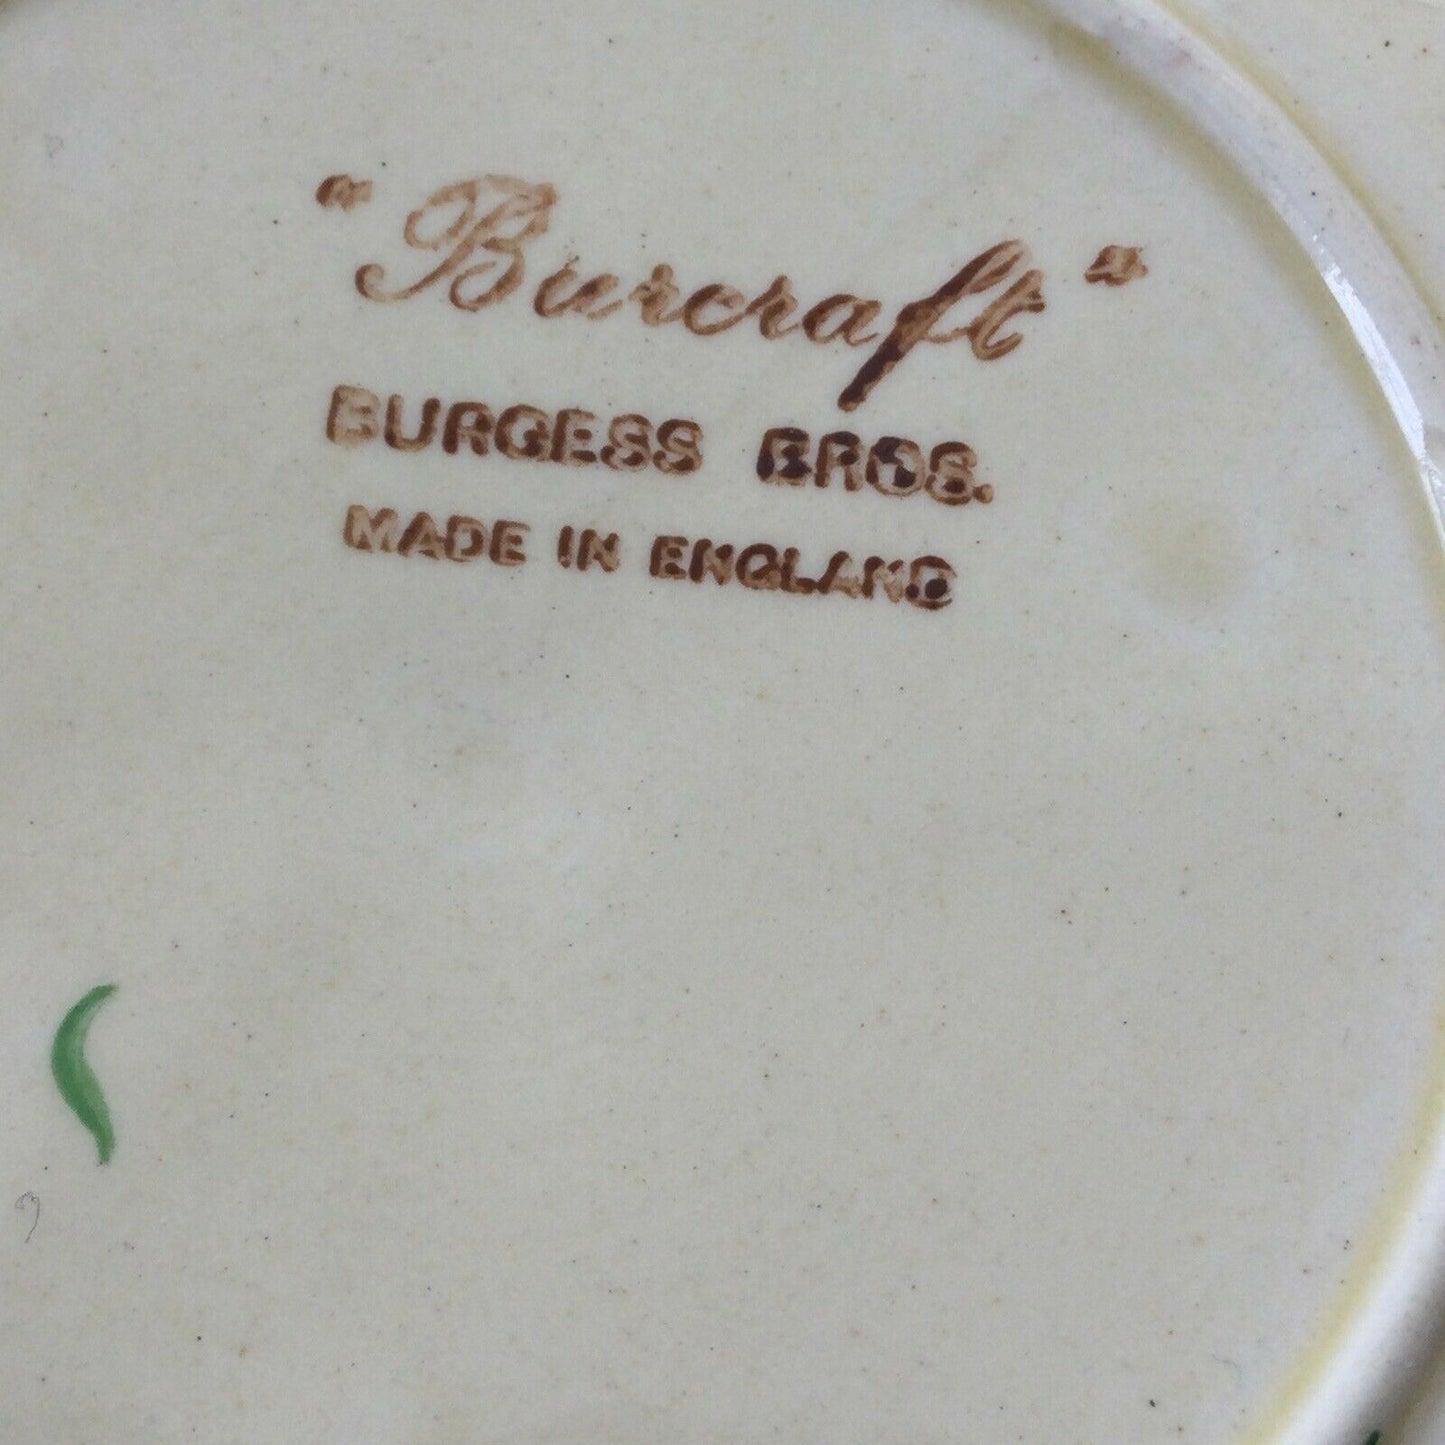 "Burcraft"
BURGESS BROS.
MADE IN ENGLAND